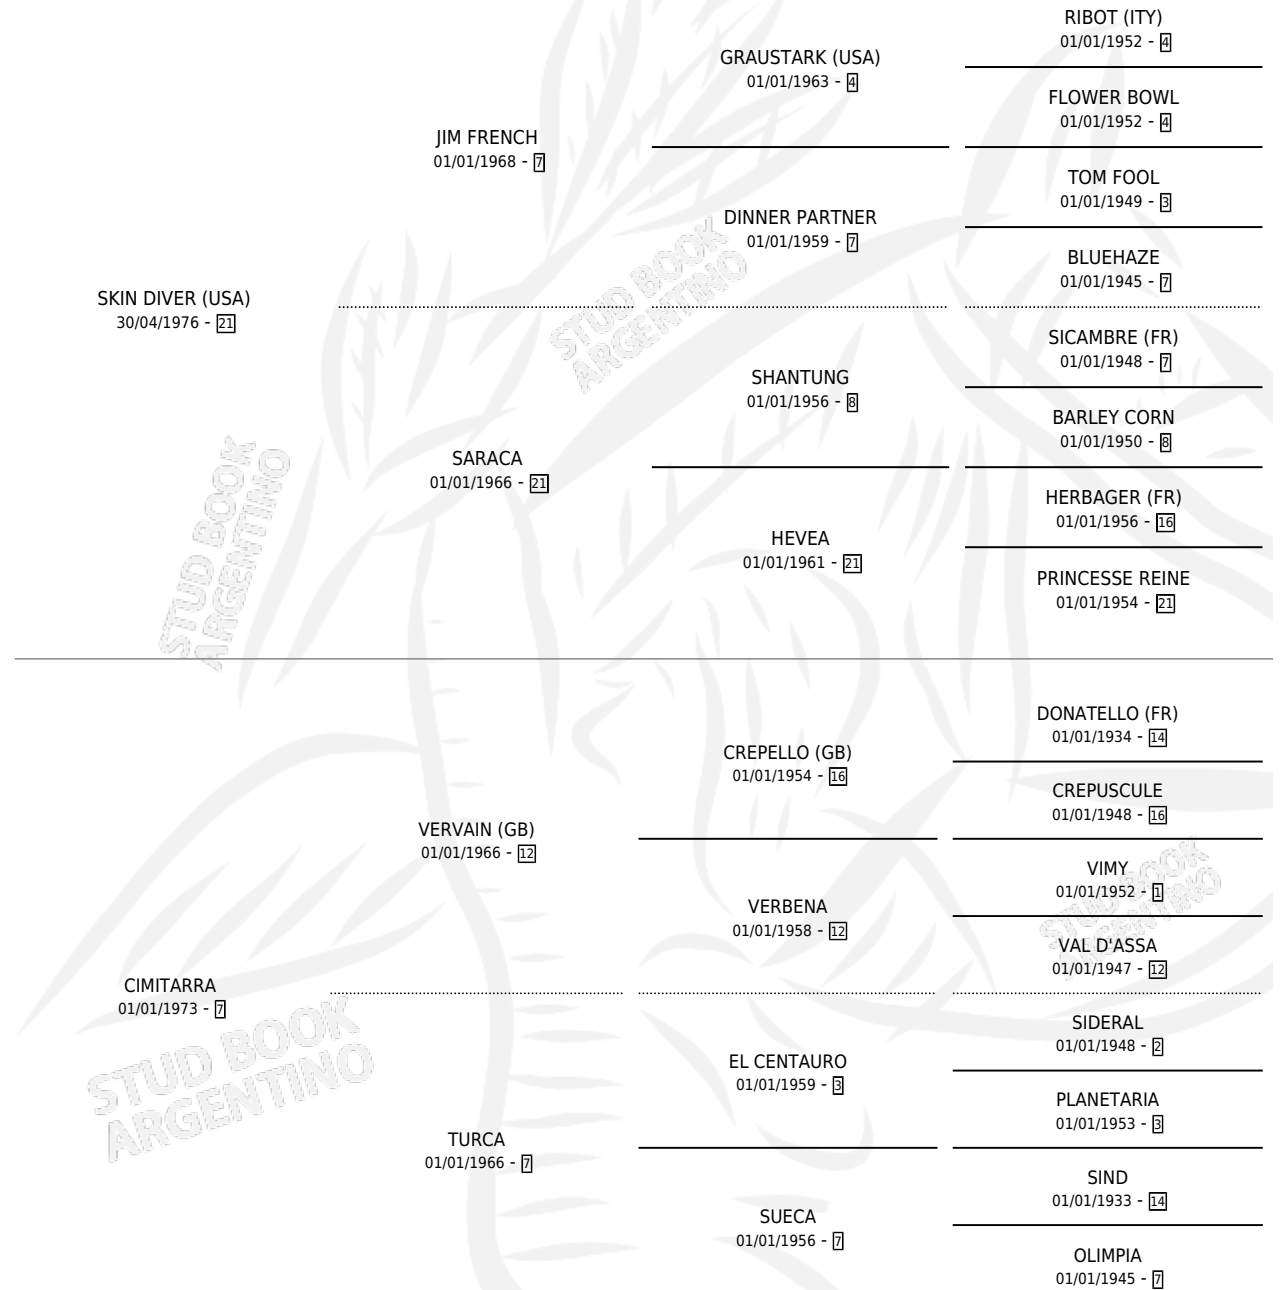 RIBOT (ITY)
01/01/1952 - 4
GRAUSTARK (USA)
01/01/1963 - 4
FLOWER BOWL
01/01/1952 - 4
JIM FRENCH
01/01/1968 - 7
TOM FOOL
01/01/1949 - 3
DINNER PARTNER
01/01/1959 - 7
BLUEHAZE
01/01/1945 - 7
SKIN DIVER (USA)
30/04/1976 - 21
STUD BOOK
ARGENTINO
SICAMBRE (FR)
01/01/1948 - 7
SHANTUNG
01/01/1956 - 8
BARLEY CORN
01/01/1950 - 8
SARACA
01/01/1966 - 21
HERBAGER (FR)
01/01/1956 - 16
HEVEA
01/01/1961 - 21
PRINCESSE REINE
01/01/1954 - 21
STUD BOOK
ARGENTINO
DONATELLO (FR)
01/01/1934 - 14
CREPELLO (GB)
01/01/1954 - 16
CREPUSCULE
01/01/1948 - 16
VERVAIN (GB)
01/01/1966 - 12
VIMY
01/01/1952 - 1
VERBENA
01/01/1958 - 12
STUD BOOK
ARGENTINO
VAL D'ASSA
01/01/1947 - 12
CIMITARRA
01/01/1973 - 7
STUD BOOK
ARGENTINO
SIDERAL
01/01/1948 - 2
EL CENTAURO
01/01/1959 - 3
PLANETARIA
01/01/1953 - 3
TURCA
01/01/1966 - 7
SIND
01/01/1933 - 14
SUECA
01/01/1956 - 7
OLIMPIA
01/01/1945 - 7